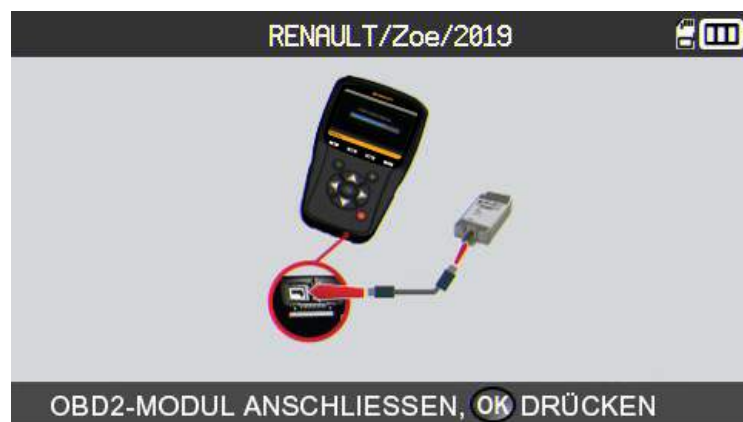 RENAULT/Zoe/2019
OBD2-MODUL ANSCHLIESSEN, OK DRÜCKEN